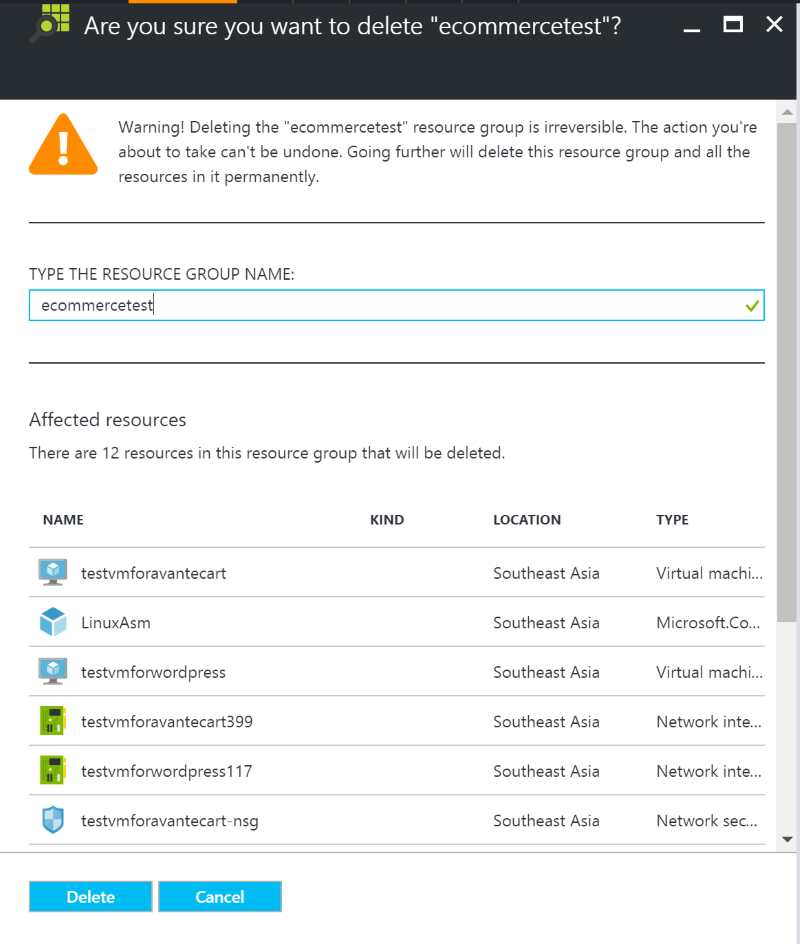 Are you sure you want to delete "ecommercetest"?
Warning! Deleting the "ecommercetest" resource group is irreversible. The action you're
about to take can't be undone. Going further will delete this resource group and all the
resources in it permanently.
TYPE THE RESOURCE GROUP NAME:
ecommercetest
Affected resources
There are 12 resources in this resource group that will be deleted.
NAME KIND LOCATION TYPE
testvmforavantecart Southeast Asia Virtual machi...
LinuxAsm Southeast Asia Microsoft.Co...
testvmforwordpress Southeast Asia Virtual machi...
testvmforavantecart399 Southeast Asia Network inte...
testvmforwordpress117 Southeast Asia Network inte...
testvmforavantecart-nsg Southeast Asia Network sec...
Delete Cancel